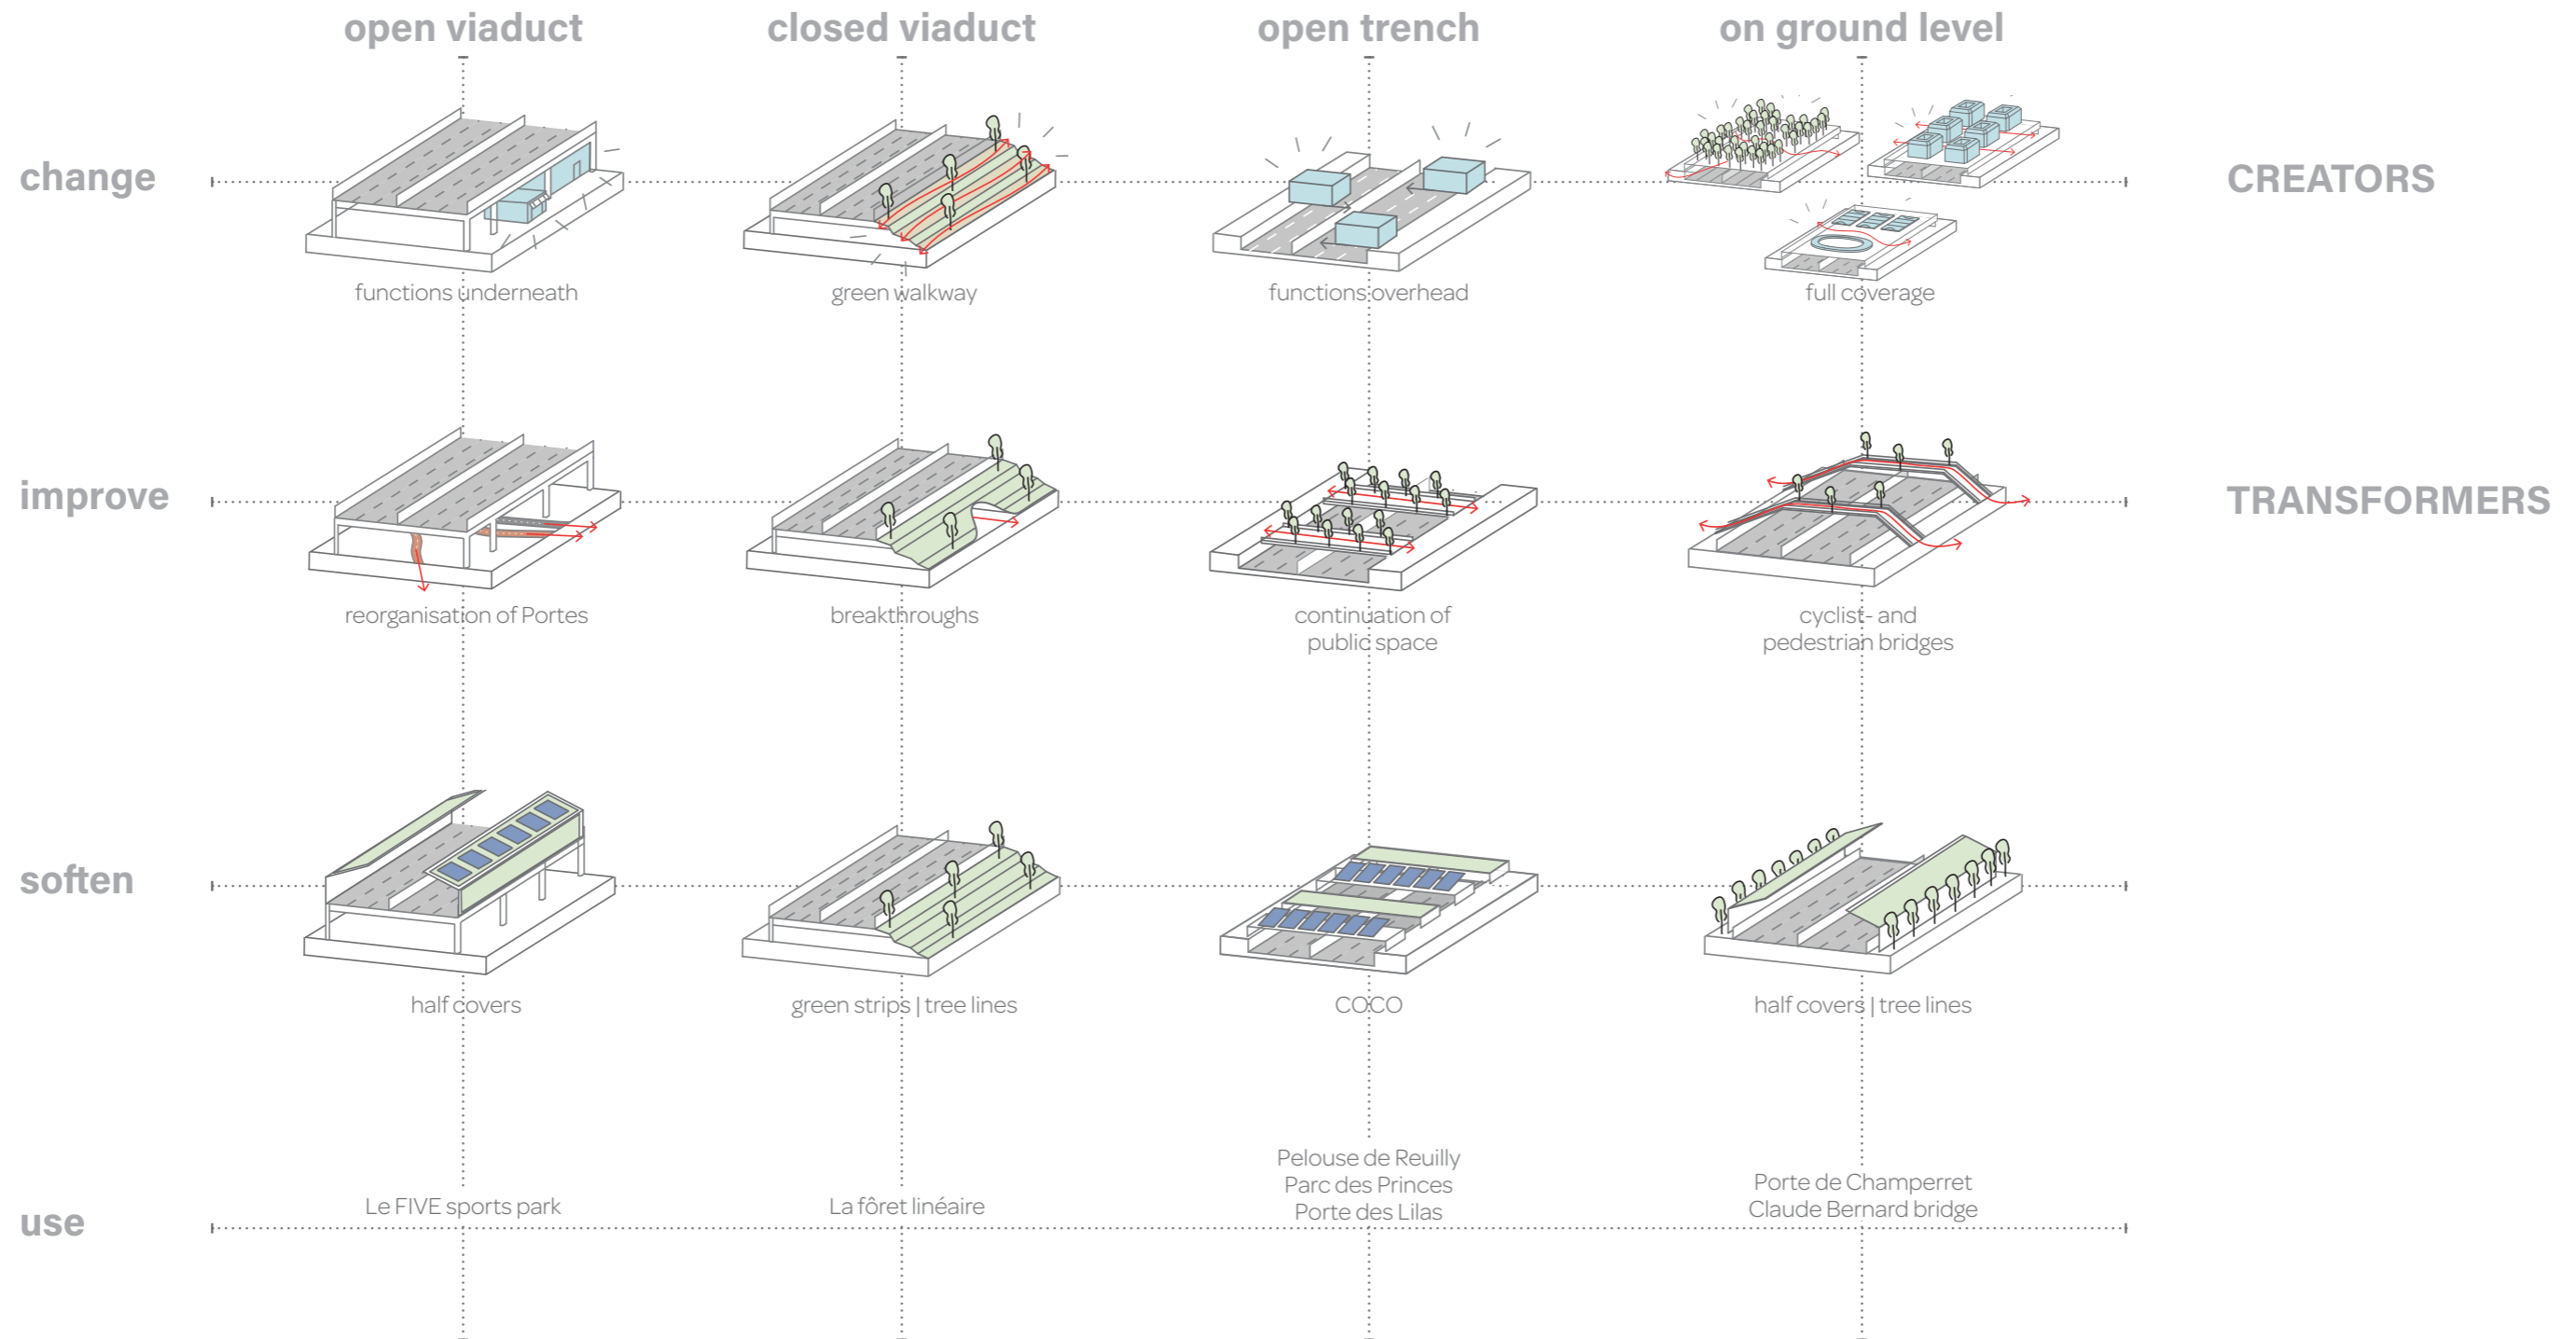 open viaduct
closed viaduct
open trench
on ground level
change
CREATORS
functions underneath
green walkway
functions overhead
full coverage
improve
TRANSFORMERS
reorganisation of Portes
breakthroughs
continuation of
public space
cyclist- and
pedestrian bridges
soften
half covers
green strips | tree lines
COCO
half covers | tree lines
use
Le FIVE sports park
La fôret linéaire
Pelouse de Reuilly
Parc des Princes
Porte des Lilas
Porte de Champerret
Claude Bernard bridge